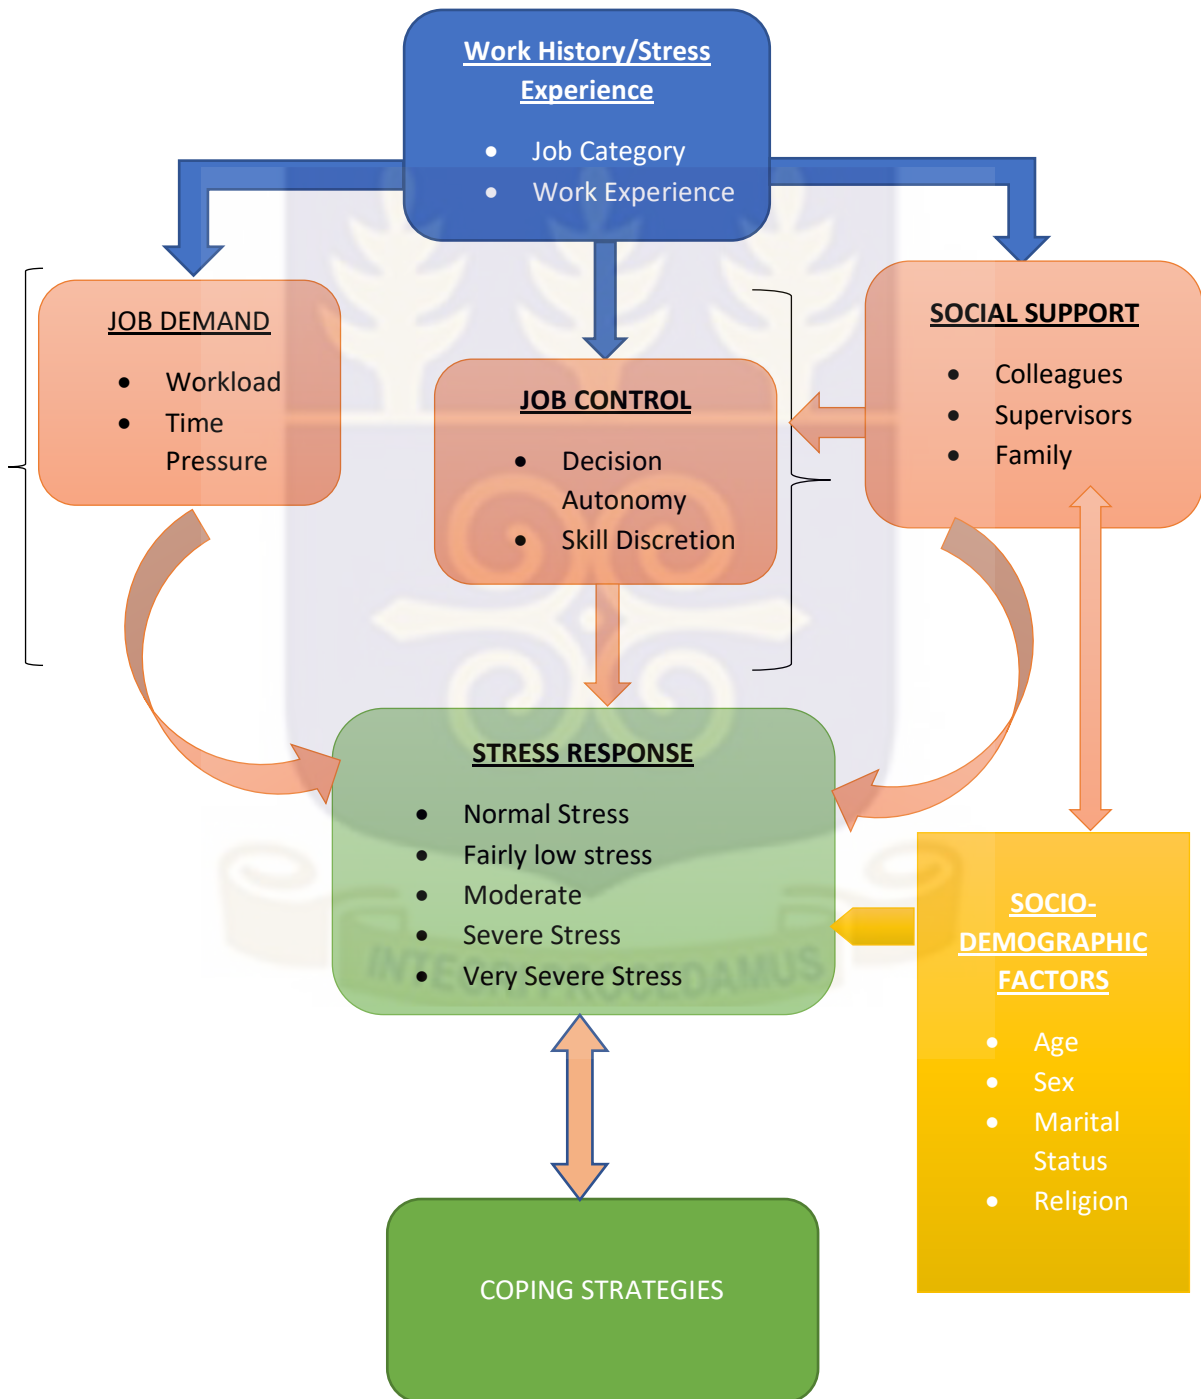 Work History/Stress
Experience
• Job Category
• Work Experience
JOB DEMAND
• Workload
• Time
Pressure
JOB CONTROL
• Decision
Autonomy
• Skill Discretion
SOCIAL SUPPORT
• Colleagues
• Supervisors
• Family
STRESS RESPONSE
• Normal Stress
• Fairly low stress
• Moderate
• Severe Stress
• Very Severe Stress
INTEGRI PROCEDAMUS
SOCIO-
DEMOGRAPHIC
FACTORS
• Age
• Sex
• Marital
Status
• Religion
COPING STRATEGIES